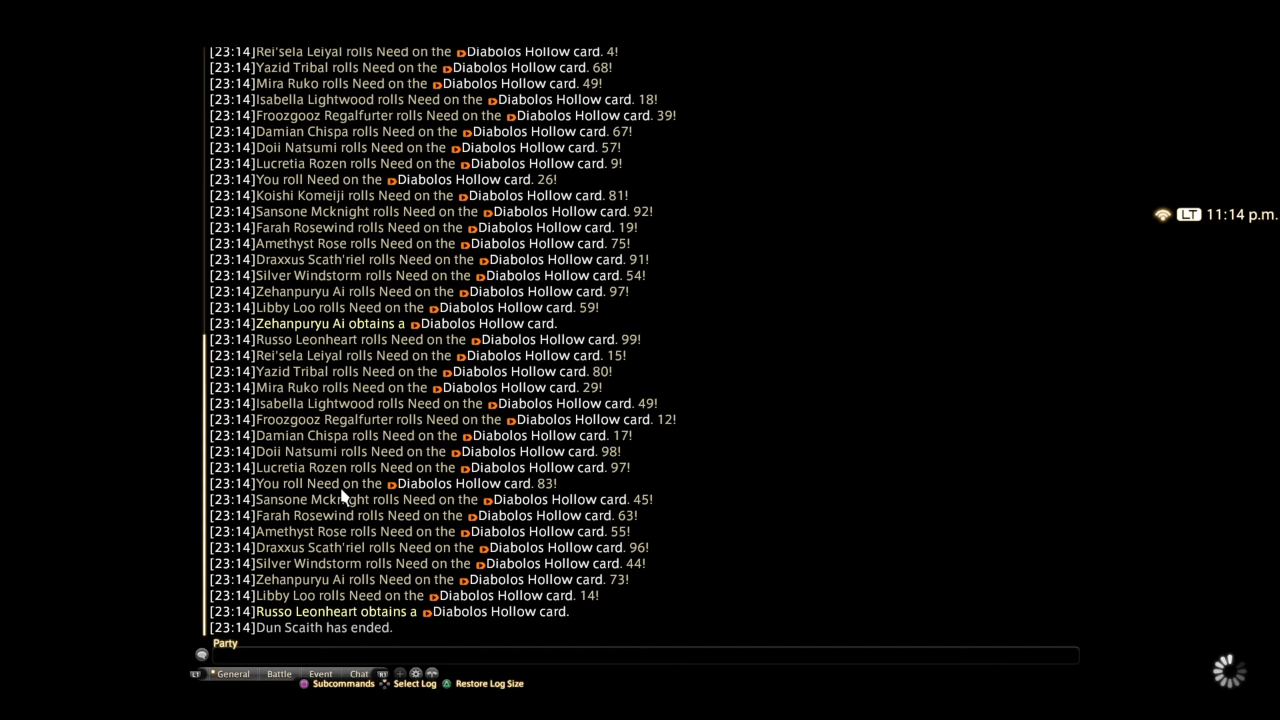 [23:14]Rei'sela Leiyal rolls Need on the Diabolos Hollow card. 4!
[23:14]Yazid Tribal rolls Need on the Diabolos Hollow card. 68!
[23:14]Mira Ruko rolls Need on the Diabolos Hollow card. 49!
[23:14]Isabella Lightwood rolls Need on the Diabolos Hollow card. 18!
[23:14]Froozgooz Regalfurter rolls Need on the Diabolos Hollow card. 39!
[23:14]Damian Chispa rolls Need on the Diabolos Hollow card. 67!
[23:14]Doii Natsumi rolls Need on the Diabolos Hollow card. 57!
[23:14]Lucretia Rozen rolls Need on the Diabolos Hollow card. 9!
[23:14]You roll Need on the Diabolos Hollow card. 26!
[23:14]Koishi Komeiji rolls Need on the Diabolos Hollow card. 81!
[23:14]Sansone Mcknight rolls Need on the Diabolos Hollow card. 92!
LT 11:14 p.m.
[23:14]Farah Rosewind rolls Need on the Diabolos Hollow card. 19!
[23:14]Amethyst Rose rolls Need on the Diabolos Hollow card. 75!
[23:14]Draxxus Scath'riel rolls Need on the Diabolos Hollow card. 91!
[23:14]Silver Windstorm rolls Need on the Diabolos Hollow card. 54!
[23:14]Zehanpuryu Ai rolls Need on the Diabolos Hollow card. 97!
[23:14]Libby Loo rolls Need on the Diabolos Hollow card. 59!
[23:14]Zehanpuryu Ai obtains a Diabolos Hollow card.
[23:14]Russo Leonheart rolls Need on the Diabolos Hollow card. 99!
[23:14]Rei'sela Leiyal rolls Need on the Diabolos Hollow card. 15!
[23:14]Yazid Tribal rolls Need on the Diabolos Hollow card. 80!
[23:14]Mira Ruko rolls Need on the Diabolos Hollow card. 29!
[23:14]Isabella Lightwood rolls Need on the Diabolos Hollow card. 49!
[23:14]Froozgooz Regalfurter rolls Need on the Diabolos Hollow card. 12!
[23:14]Damian Chispa rolls Need on the Diabolos Hollow card. 17!
[23:14]Doii Natsumi rolls Need on the Diabolos Hollow card. 98!
[23:14]Lucretia Rozen rolls Need on the Diabolos Hollow card. 97!
[23:14]You roll Need on the Diabolos Hollow card. 83!
[23:14]Sansone Mcknight rolls Need on the Diabolos Hollow card. 45!
[23:14]Farah Rosewind rolls Need on the Diabolos Hollow card. 63!
[23:14]Amethyst Rose rolls Need on the Diabolos Hollow card. 55!
[23:14]Draxxus Scath'riel rolls Need on the Diabolos Hollow card. 96!
[23:14]Silver Windstorm rolls Need on the Diabolos Hollow card. 44!
[23:14]Zehanpuryu Ai rolls Need on the Diabolos Hollow card. 73!
[23:14]Libby Loo rolls Need on the Diabolos Hollow card. 14!
[23:14]Russo Leonheart obtains a Diabolos Hollow card.
[23:14]Dun Scaith has ended.
Party
L1 General Battle Event Chat R1
Subcommands Select Log Restore Log Size